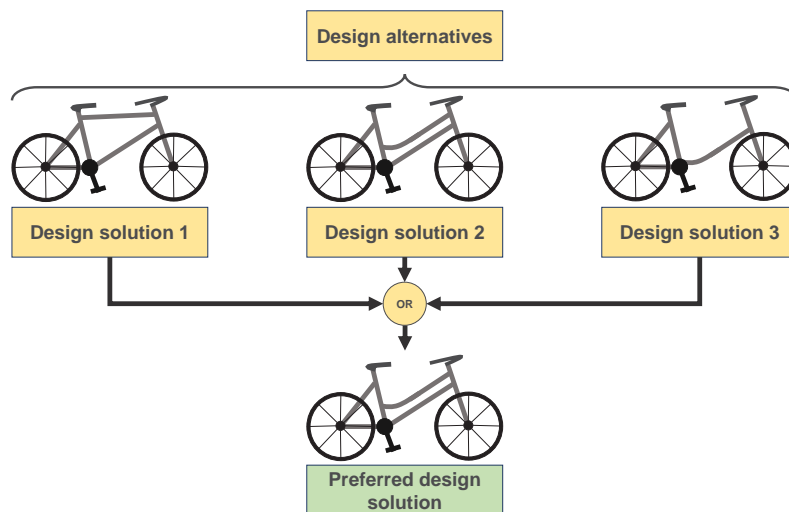 Design alternatives
Design solution 1
Design solution 2
Design solution 3
OR
Preferred design
solution